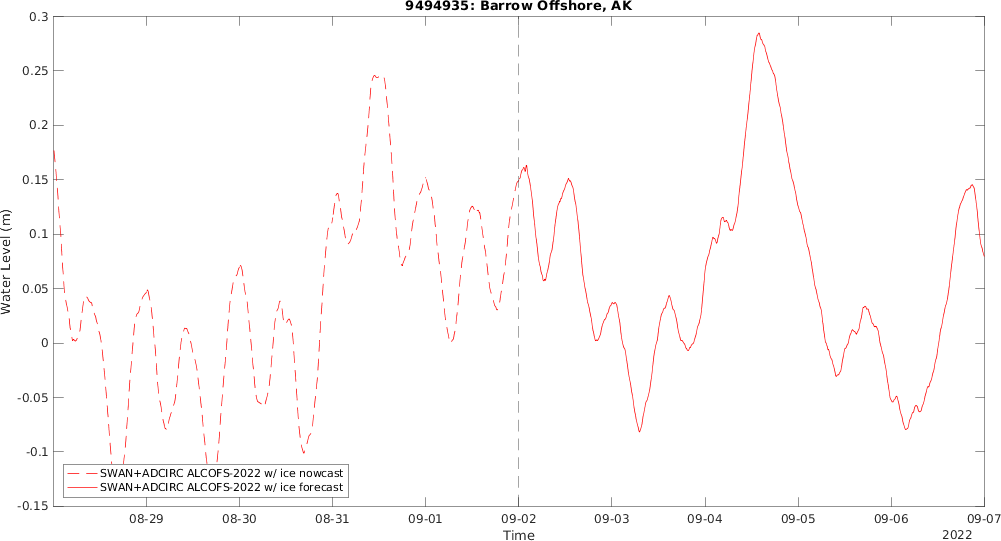 9494935: Barrow Offshore, AK
0.3
0.25
0.2
0.15
0.1
0.05
0
-0.05
-0.1
-0.15
Water Level (m)
SWAN+ADCIRC ALCOFS-2022 w/ ice nowcast
SWAN+ADCIRC ALCOFS-2022 w/ ice forecast
08-29 08-30 08-31 09-01 09-02 09-03 09-04 09-05 09-06 09-07
Time
2022